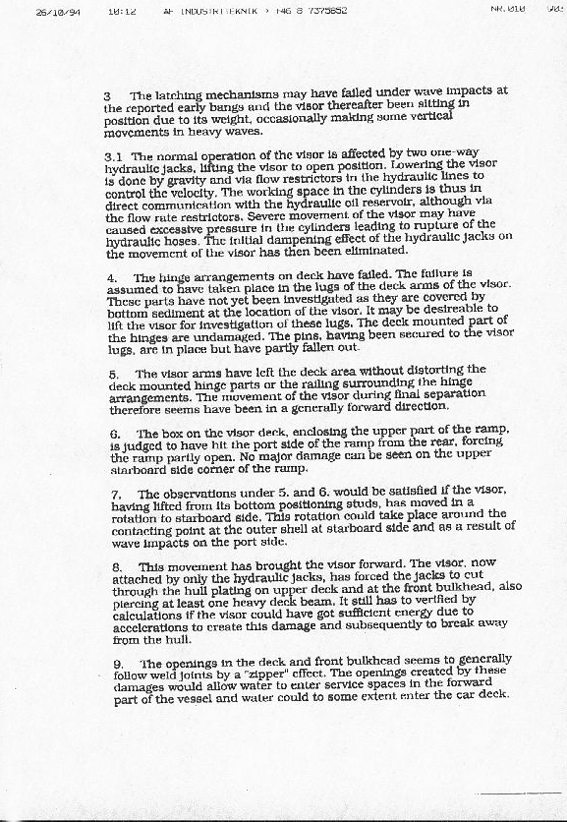 26/10/94 10:12 AF INDUSTRITEKNIK > +46 8 7375852 NR.010
3 The latching mechanisms may have failed under wave impacts at
the reported early bangs and the visor thereafter been sitting in
position due to its weight, occasionally making some vertical
movements in heavy waves.
3.1 The normal operation of the visor is affected by two one-way
hydraulic jacks, lifting the visor to open position. Lowering the visor
is done by gravity and via flow restrictors in the hydraulic lines to
control the velocity. The working space in the cylinders is thus in
direct communication with the hydraulic oil reservoir, although via
the flow rate restrictors. Severe movement of the visor may have
caused excessive pressure in the cylinders leading to rupture of the
hydraulic hoses. The initial dampening effect of the hydraulic jacks on
the movement of the visor has then been eliminated.
4. The hinge arrangements on deck have failed. The failure is
assumed to have taken place in the lugs of the deck arms of the visor.
These parts have not yet been investigated as they are covered by
bottom sediment at the location of the visor. It may be desireable to
lift the visor for investigation of these lugs. The deck mounted part of
the hinges are undamaged. The pins, having been secured to the visor
lugs, are in place but have partly fallen out.
5. The visor arms have left the deck area without distorting the
deck mounted hinge parts or the railing surrounding the hinge
arrangements. The movement of the visor during final separation
therefore seems have been in a generally forward direction.
6. The box on the visor deck, enclosing the upper part of the ramp,
is judged to have hit the port side of the ramp from the rear, forcing
the ramp partly open. No major damage can be seen on the upper
starboard side corner of the ramp.
7. The observations under 5. and 6. would be satisfied if the visor,
having lifted from its bottom positioning studs, has moved in a
rotation to starboard side. This rotation could take place around the
contacting point at the outer shell at starboard side and as a result of
wave impacts on the port side.
8. This movement has brought the visor forward. The visor, now
attached by only the hydraulic jacks, has forced the jacks to cut
through the hull plating on upper deck and at the front bulkhead, also
piercing at least one heavy deck beam. It still has to verified by
calculations if the visor could have got sufficient energy due to
accelerations to create this damage and subsequently to break away
from the hull.
9. The openings in the deck and front bulkhead seems to generally
follow weld joints by a "zipper" effect. The openings created by these
damages would allow water to enter service spaces in the forward
part of the vessel and water could to some extent enter the car deck.